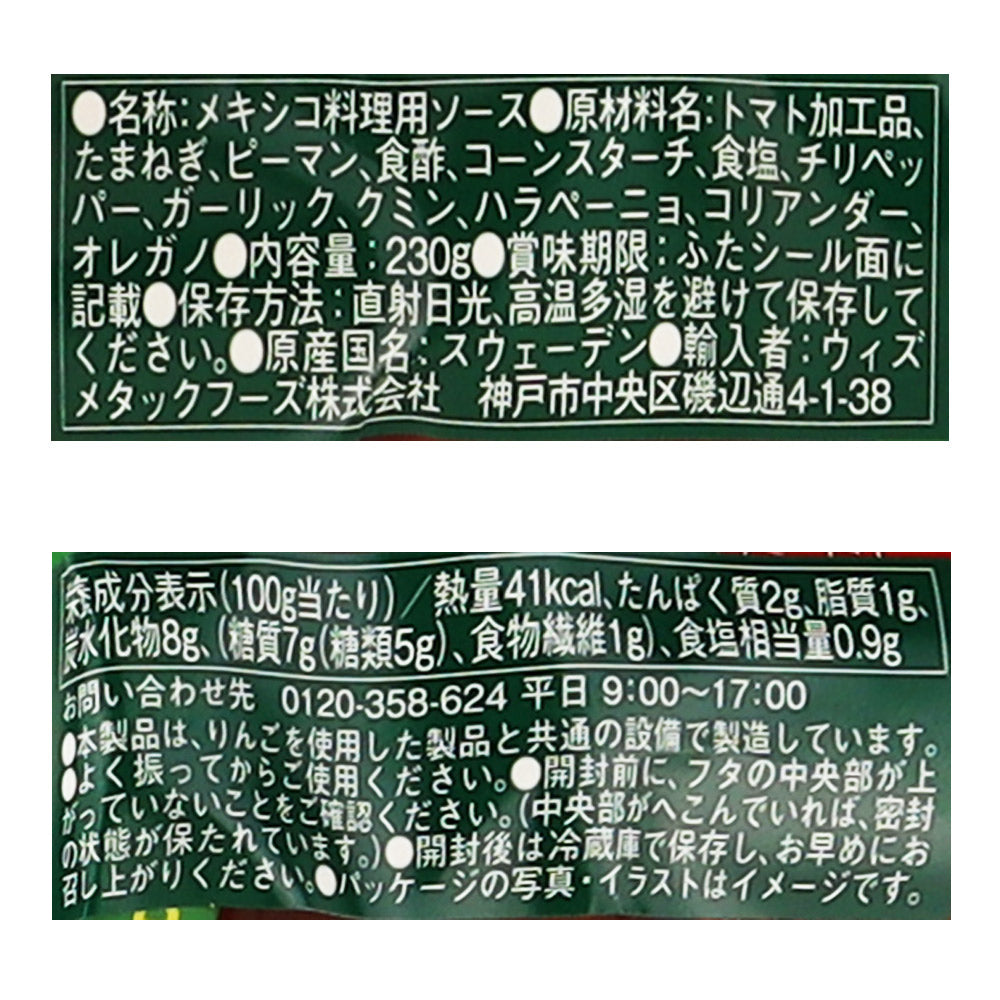 ●名称:メキシコ料理用ソース●原材料名:トマト加工品、
たまねぎ、ピーマン、食酢、コーンスターチ、食塩、チリペッ
パー、ガーリック、クミン、ハラペーニョ、コリアンダー、
オレガノ●内容量:230g●賞味期限:ふたシール面に
記載●保存方法:直射日光、高温多湿を避けて保存して
ください。●原産国名:スウェーデン●輸入者:ウィズ
メタックフーズ株式会社 神戸市中央区磯辺通4-1-38
養成分表示(100g当たり)/熱量41kcal、たんぱく質2g、脂質1g、
炭水化物8g、(糖質7g(糖類5g)、食物繊維1g)、食塩相当量0.9g
お問い合わせ先 0120-358-624 平日 9:00〜17:00
●本製品は、りんごを使用した製品と共通の設備で製造しています。
●よく振ってからご使用ください。●開封前に、フタの中央部が上
がっていないことをご確認ください。(中央部がへこんでいれば、密封
の状態が保たれています。)●開封後は冷蔵庫で保存し、お早めにお
召し上がりください。●パッケージの写真・イラストはイメージです。